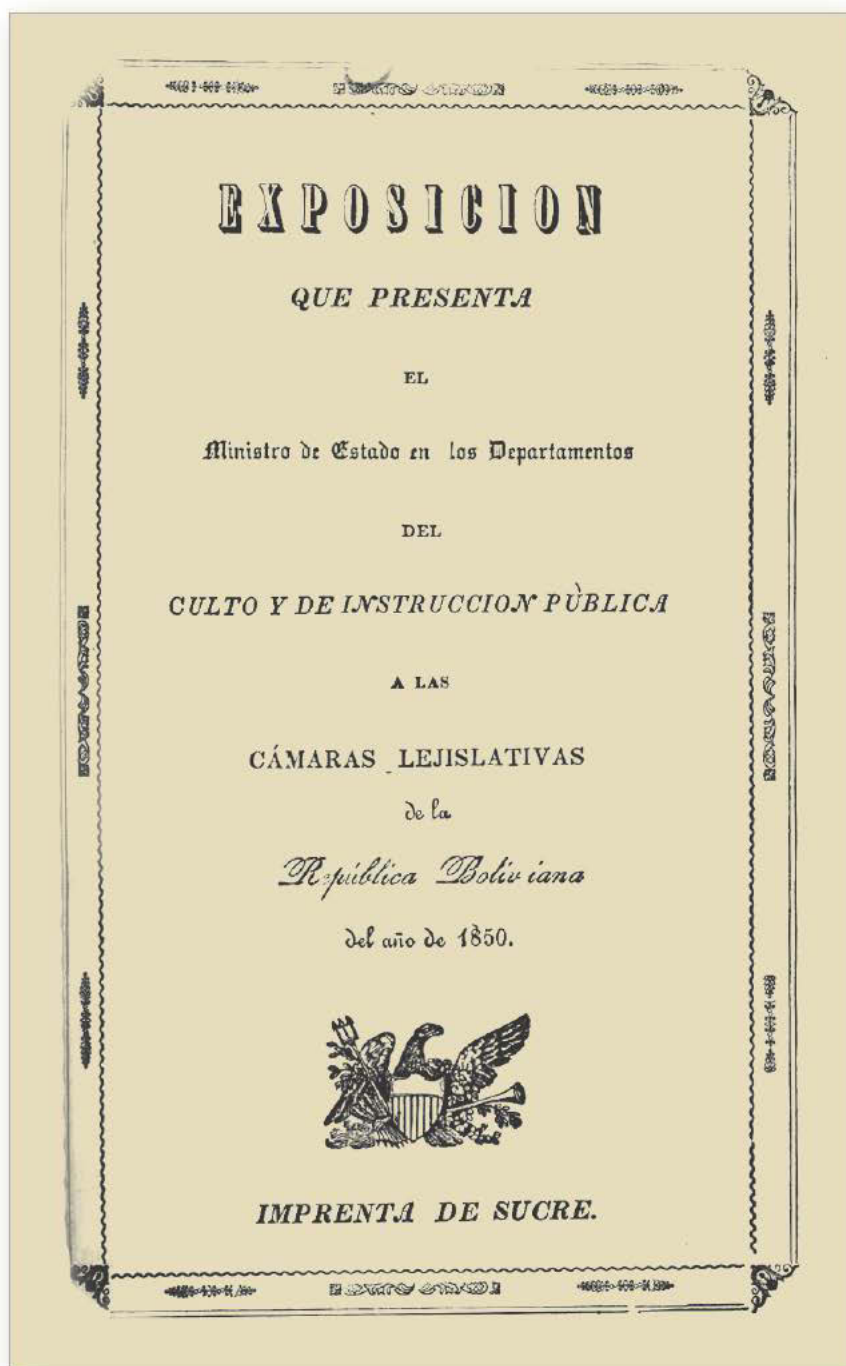 EXPOSICION
QUE PRESENTA
EL
Ministro de Estado en los Departamentos
DEL
CULTO Y DE INSTRUCCION PÙBLICA
A LAS
CÁMARAS LEJISLATIVAS
de la
República Boliviana
del año de 1850.
IMPRENTA DE SUCRE.